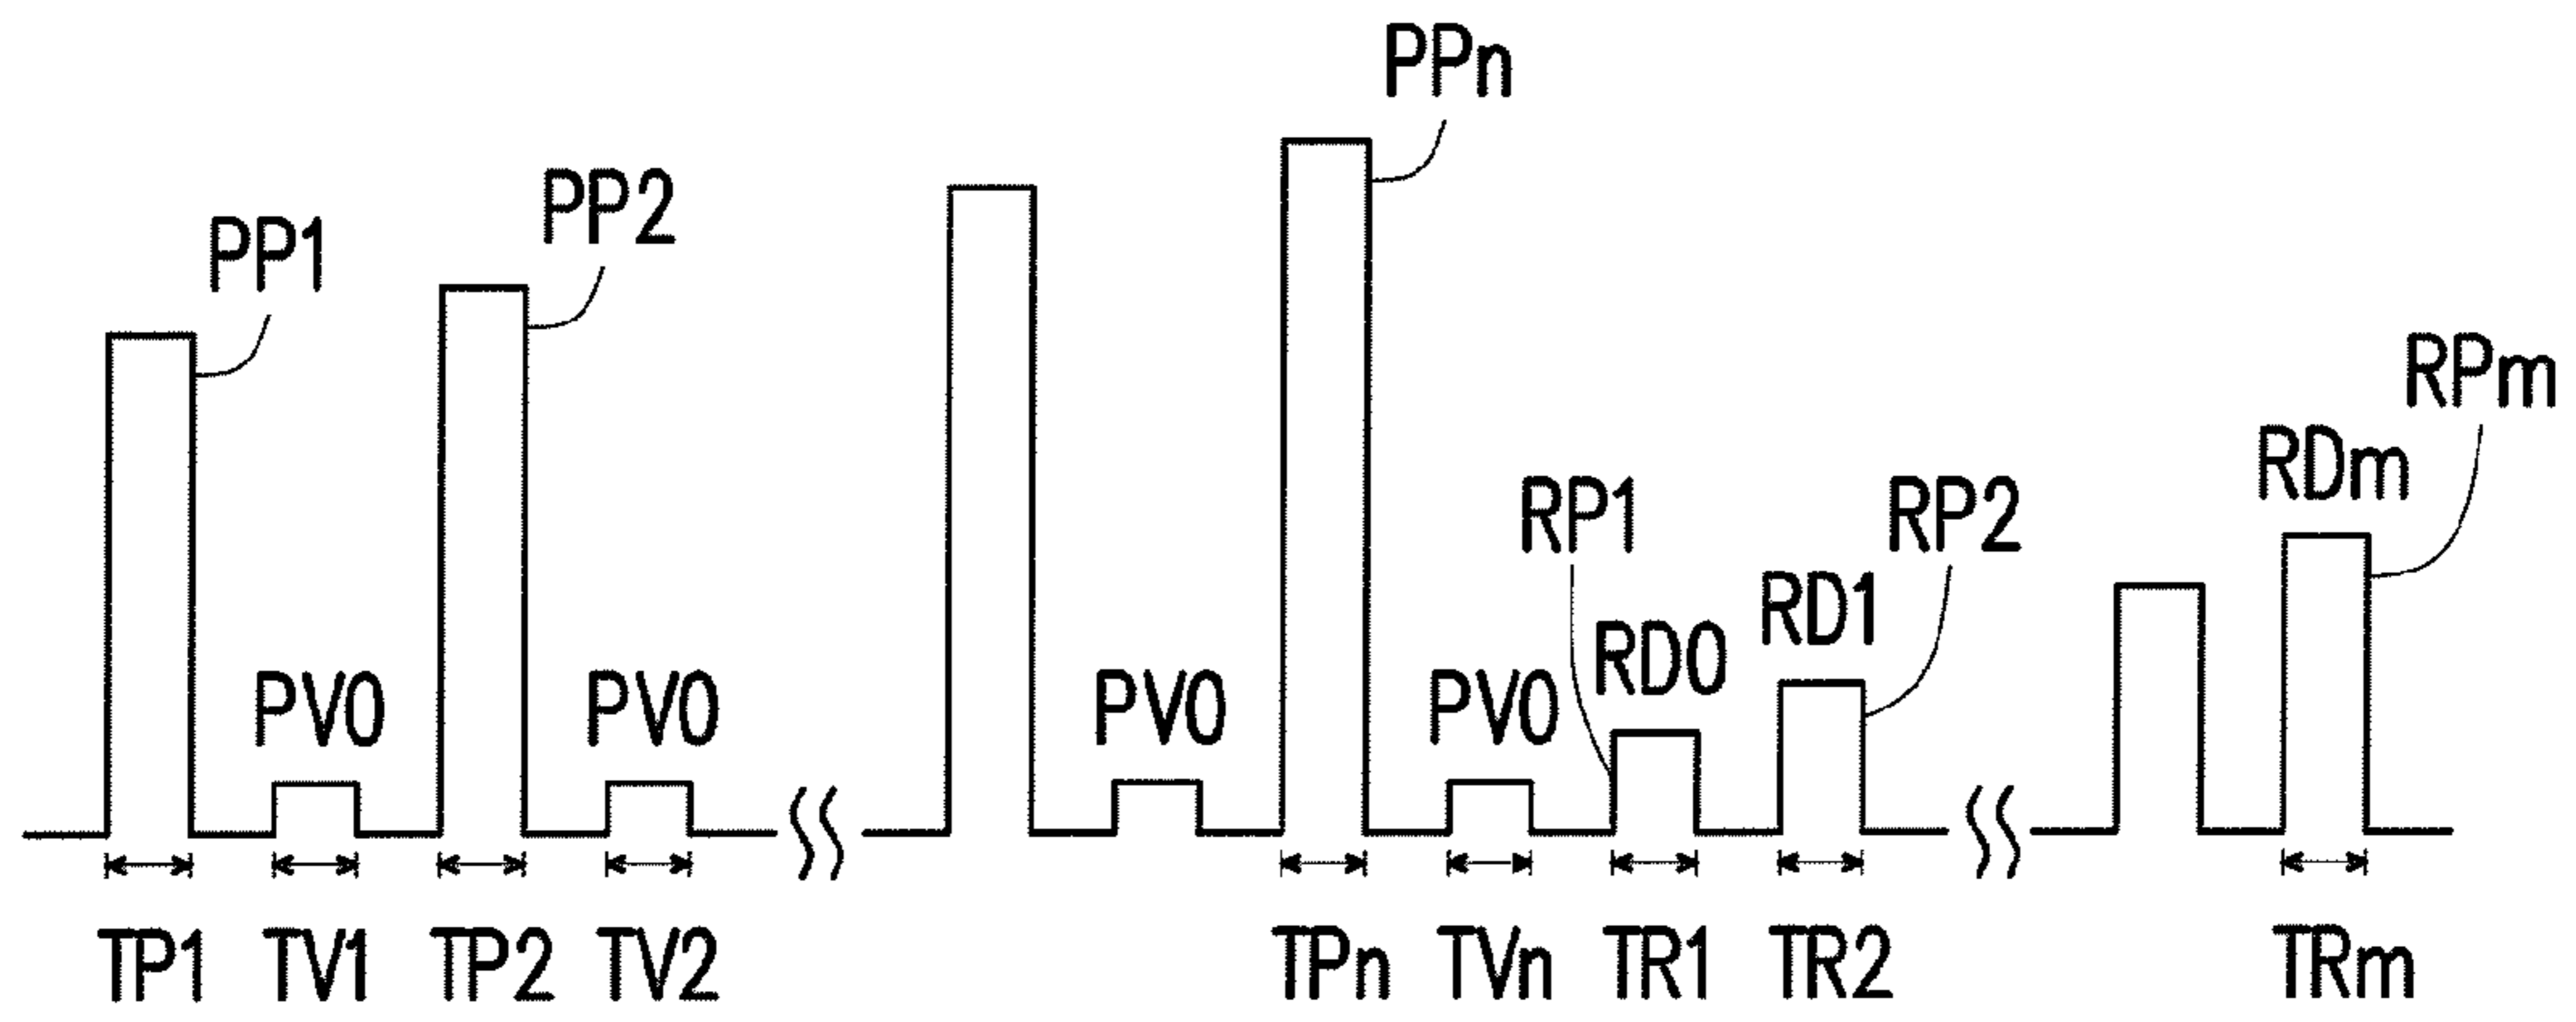 PPn
PP2
PP1
RPm
RDm
RP1
RP2
RD1
RD0
PV0
PV0
PV0
PV0
TP1
TV1
TP2
TV2
TPn
TVn
TR1
TR2
TRm